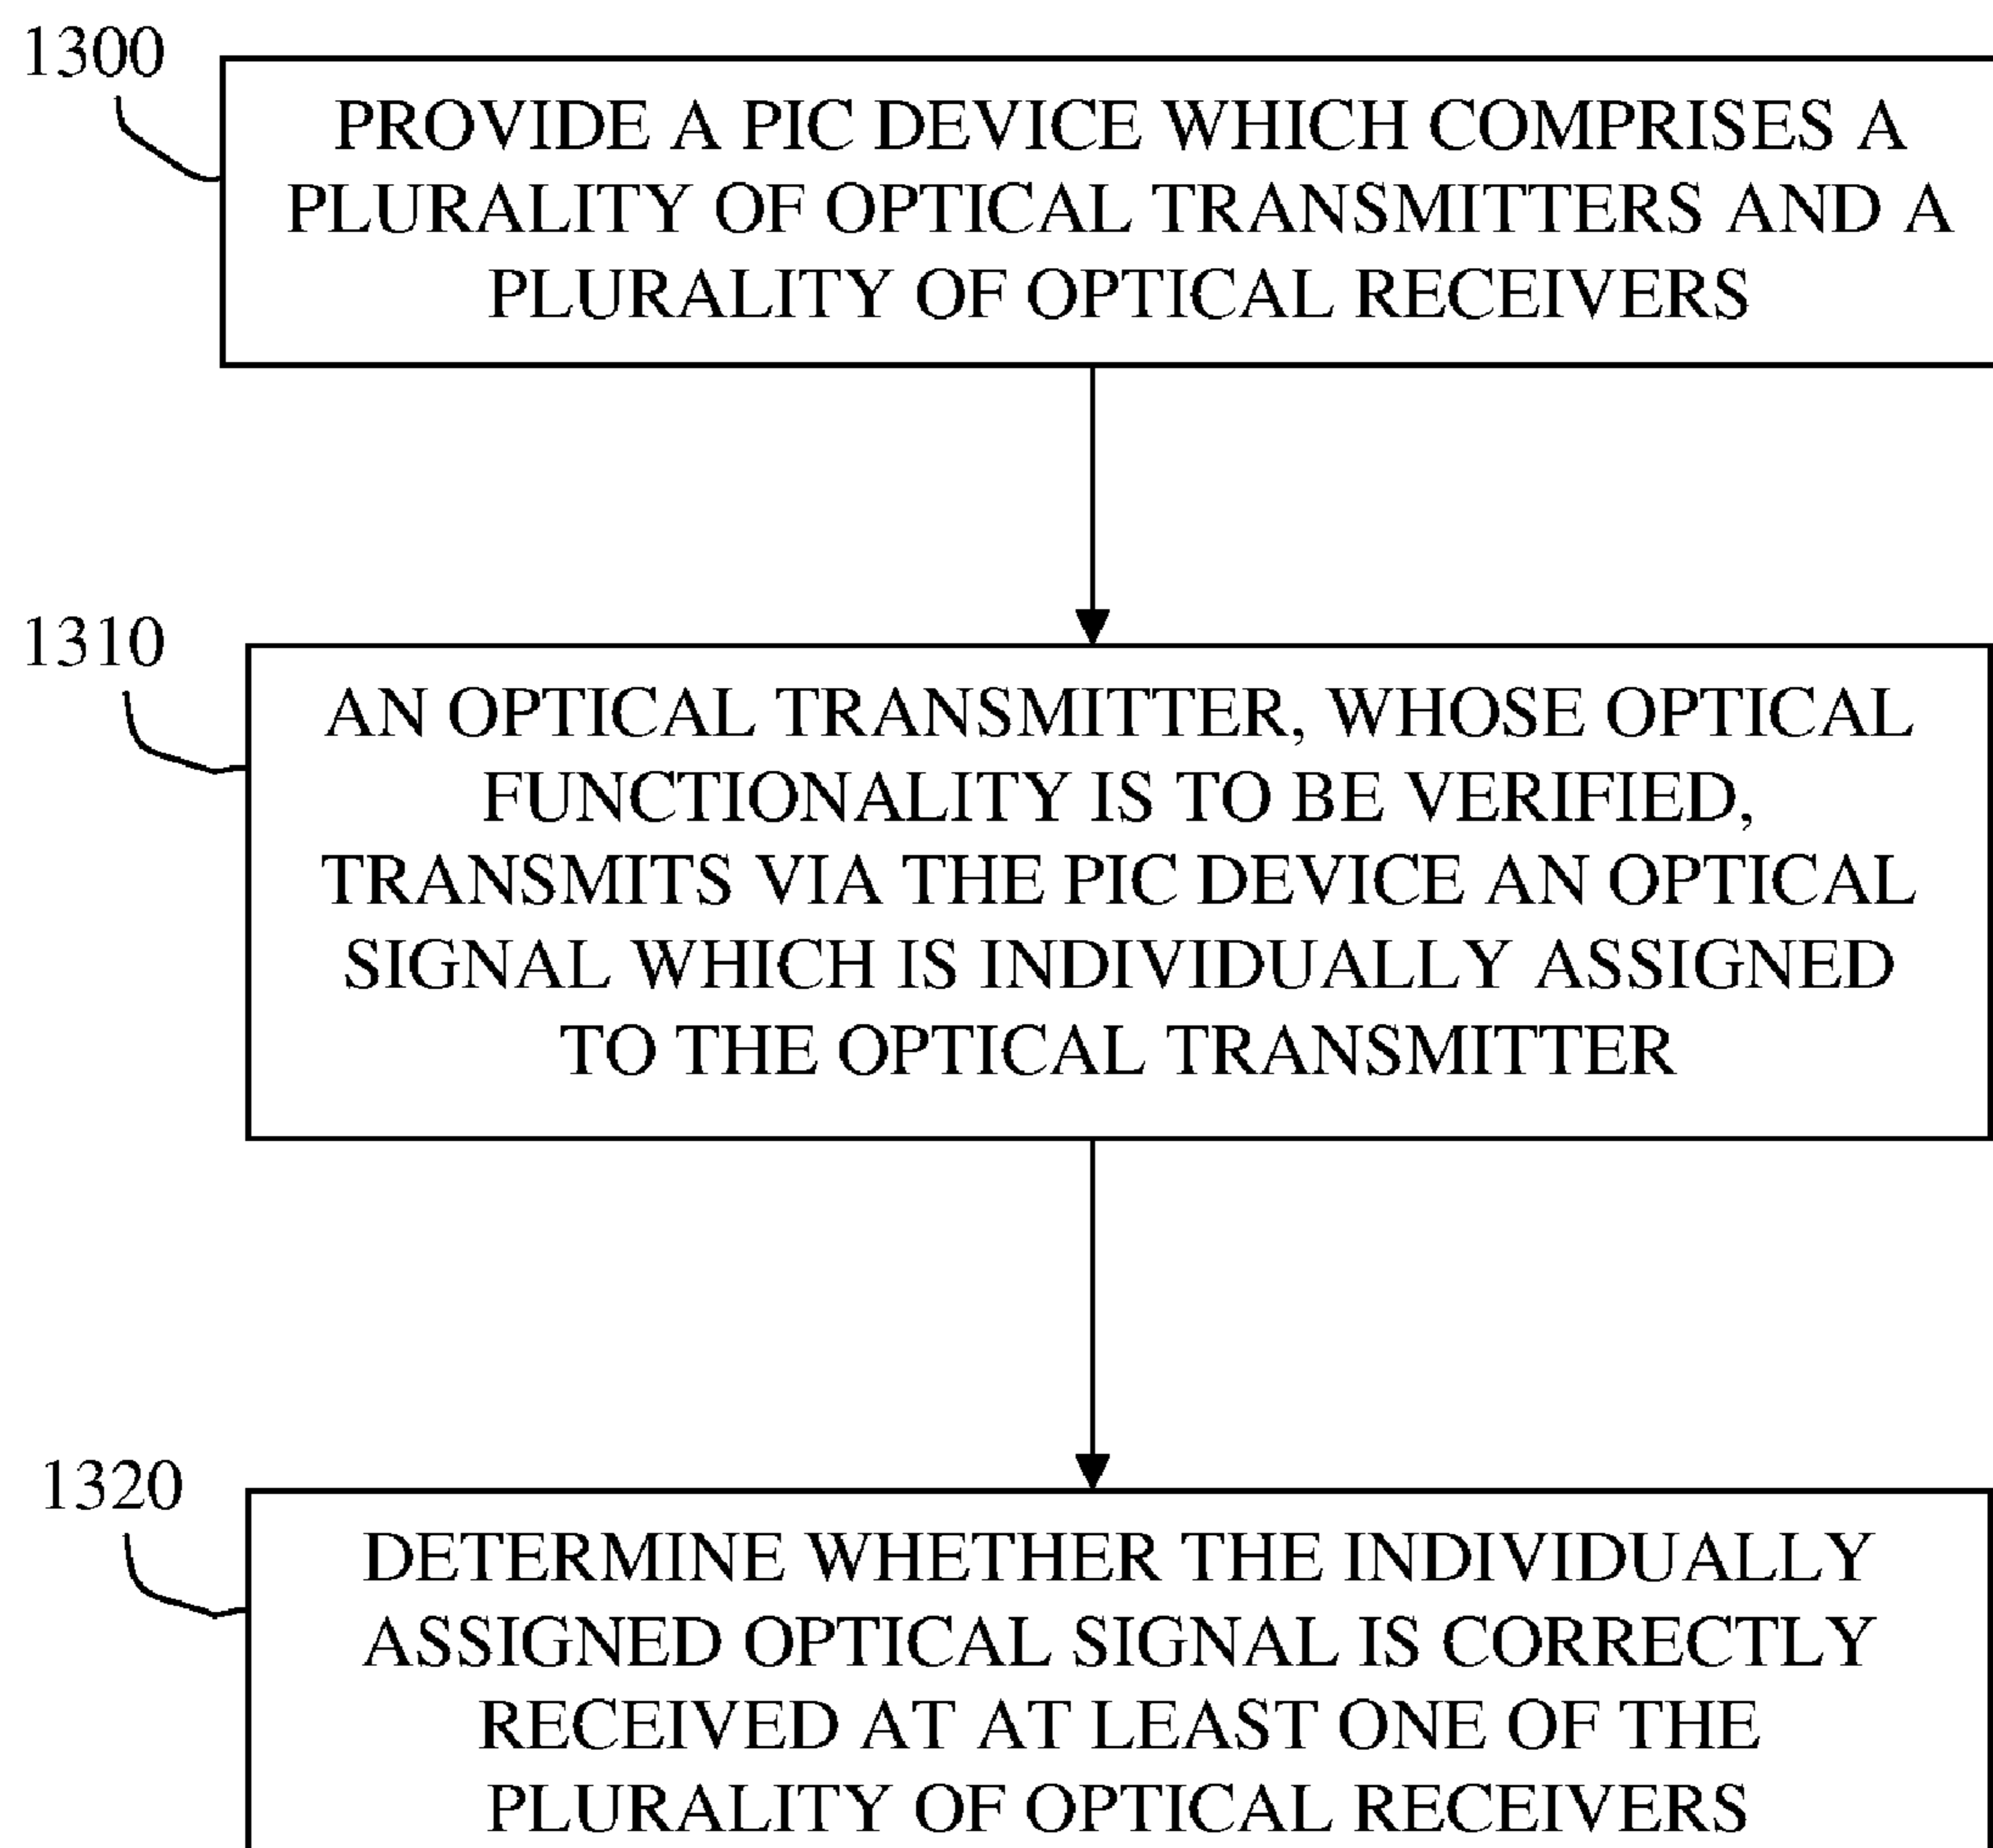 1300
PROVIDE A PIC DEVICE WHICH COMPRISES A
PLURALITY OF OPTICAL TRANSMITTERS AND A
PLURALITY OF OPTICAL RECEIVERS
1310
AN OPTICAL TRANSMITTER, WHOSE OPTICAL
FUNCTIONALITY IS TO BE VERIFIED,
TRANSMITS VIA THE PIC DEVICE AN OPTICAL
SIGNAL WHICH IS INDIVIDUALLY ASSIGNED
TO THE OPTICAL TRANSMITTER
1320
DETERMINE WHETHER THE INDIVIDUALLY
ASSIGNED OPTICAL SIGNAL IS CORRECTLY
RECEIVED AT AT LEAST ONE OF THE
PLURALITY OF OPTICAL RECEIVERS